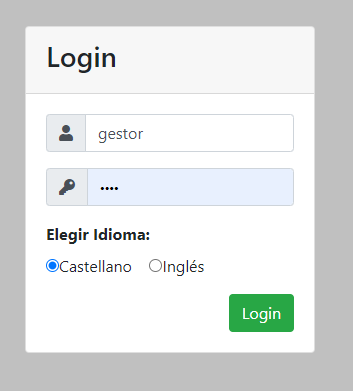 Login
gestor
••••
Elegir Idioma:
Castellano Inglés
Login